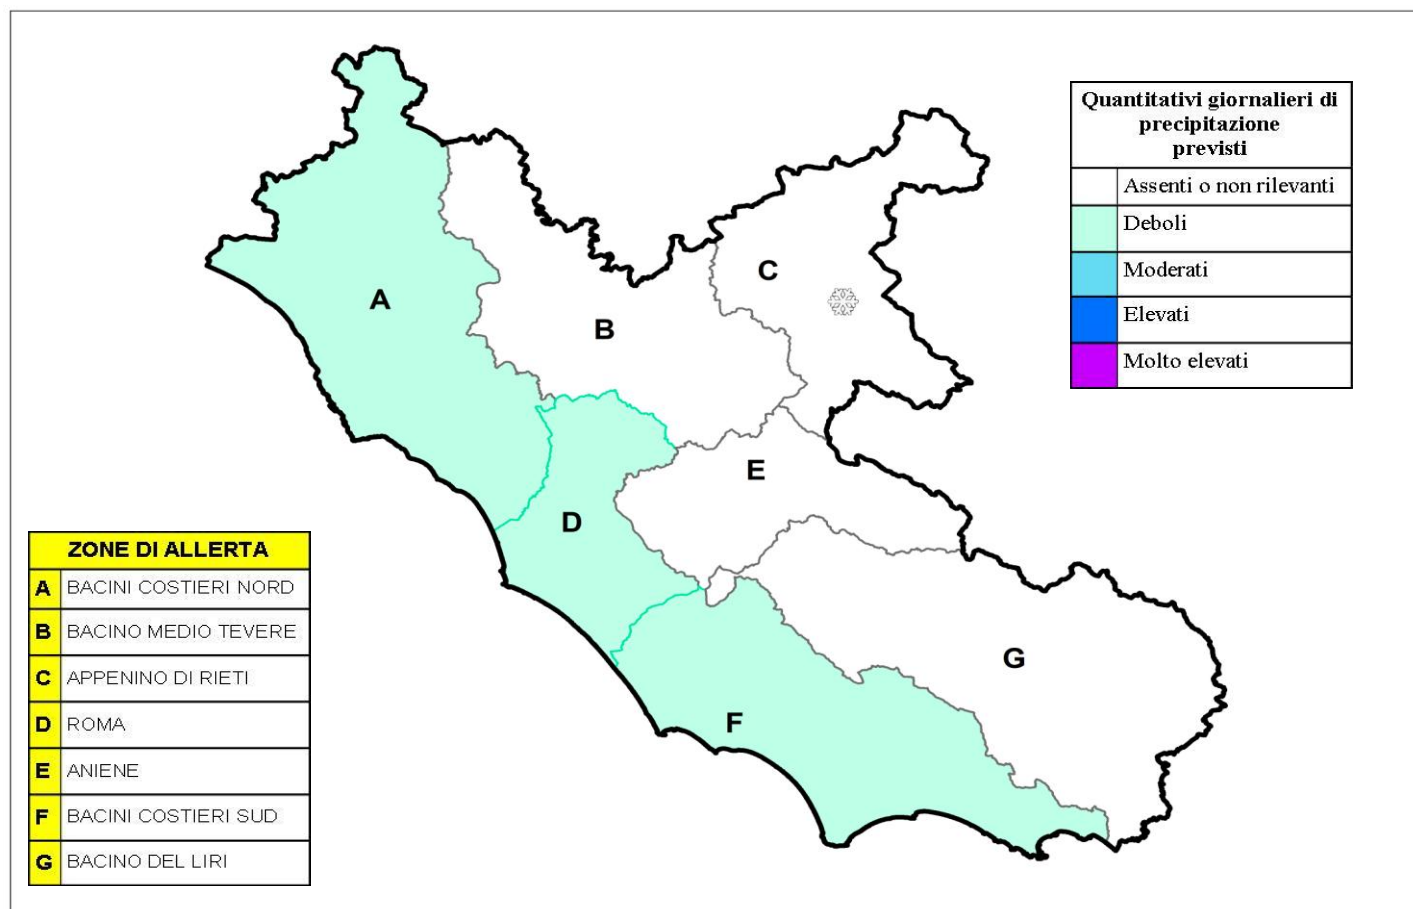 Quantitativi giornalieri di
precipitazione
previsti
Assenti o non rilevanti
Deboli
Moderati
Elevati
Molto elevati
A
B
C
D
E
F
G
ZONE DI ALLERTA
A BACINI COSTIERI NORD
B BACINO MEDIO TEVERE
C APPENINO DI RIETI
D ROMA
E ANIENE
F BACINI COSTIERI SUD
G BACINO DEL LIRI